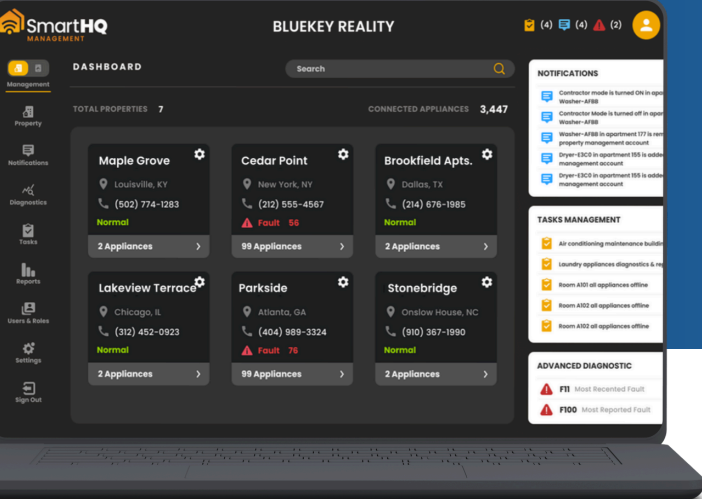 SmartHQ
MANAGEMENT
BLUEKEY REALITY
(4) (4) (2)
Management
Property
Notifications
Diagnostics
Tasks
Reports
Users & Roles
Settings
Sign Out
DASHBOARD
Search
TOTAL PROPERTIES 7
CONNECTED APPLIANCES 3,447
Maple Grove
Louisville, KY
(502) 774-1283
Normal
2 Appliances >
Cedar Point
New York, NY
(212) 555-4567
Fault 56
99 Appliances >
Brookfield Apts.
Dallas, TX
(214) 676-1985
Normal
2 Appliances >
Lakeview Terrace
Chicago, IL
(312) 452-0923
Normal
2 Appliances >
Parkside
Atlanta, GA
(404) 989-3324
Fault 76
99 Appliances >
Stonebridge
Onslow House, NC
(910) 367-1990
Normal
2 Appliances >
NOTIFICATIONS
Contractor mode is turned ON in apar
Washer-AFBB
Contractor Mode is turned off in apar
Washer-AFBB
Washer-AFBB in apartment 177 is rem
property management account
Dryer-E3C0 in apartment 155 is adde
management account
Dryer-E3C0 in apartment 155 is adde
management account
TASKS MANAGEMENT
Air conditioning maintenance buildin
Laundry appliances diagnostics & rep
Room A101 all appliances offline
Room A102 all appliances offline
Room A102 all appliances offline
ADVANCED DIAGNOSTIC
F11 Most Recented Fault
F100 Most Reported Fault